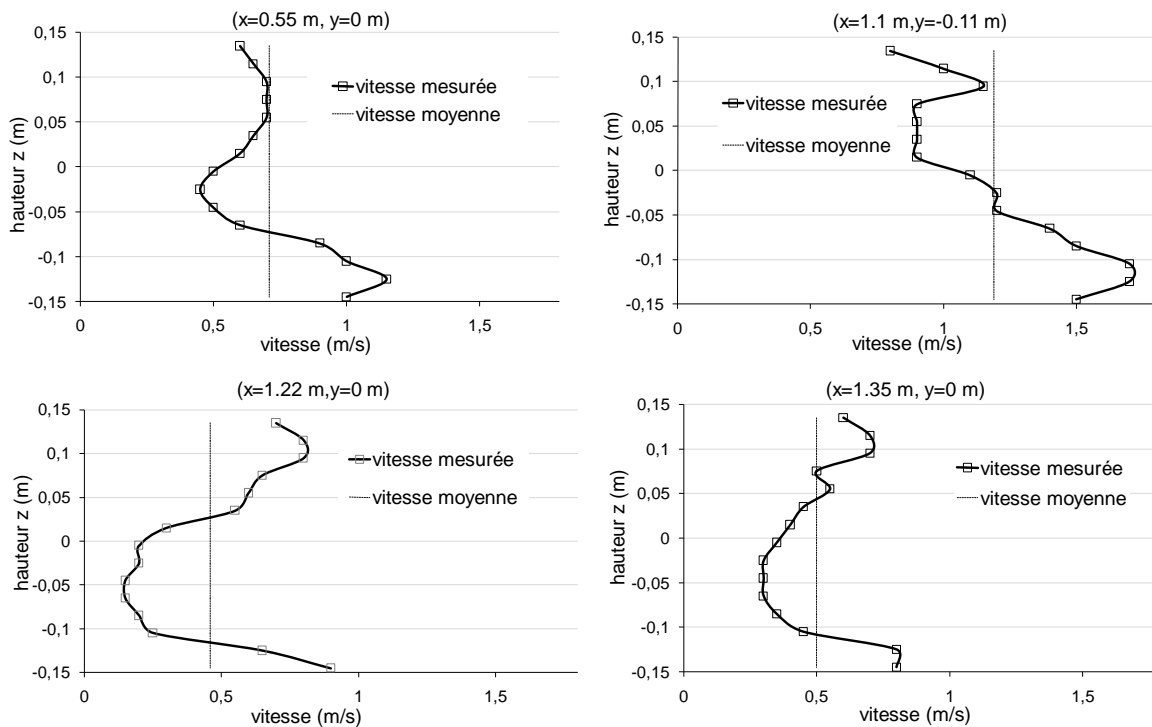 (x=0.55 m, y=0 m)
0,15
0,1
0,05
0
-0,05
-0,1
-0,15
hauteur z (m)
vitesse mesurée
vitesse moyenne
0 0,5 1 1,5
vitesse (m/s)
(x=1.1 m,y=-0.11 m)
0,15
0,1
0,05
0
-0,05
-0,1
-0,15
hauteur z (m)
vitesse mesurée
vitesse moyenne
0 0,5 1 1,5
vitesse (m/s)
(x=1.22 m,y=0 m)
0,15
0,1
0,05
0
-0,05
-0,1
-0,15
hauteur z (m)
vitesse mesurée
vitesse moyenne
0 0,5 1 1,5
vitesse (m/s)
(x=1.35 m,y=0 m)
0,15
0,1
0,05
0
-0,05
-0,1
-0,15
hauteur z (m)
vitesse mesurée
vitesse moyenne
0 0,5 1 1,5
vitesse (m/s)